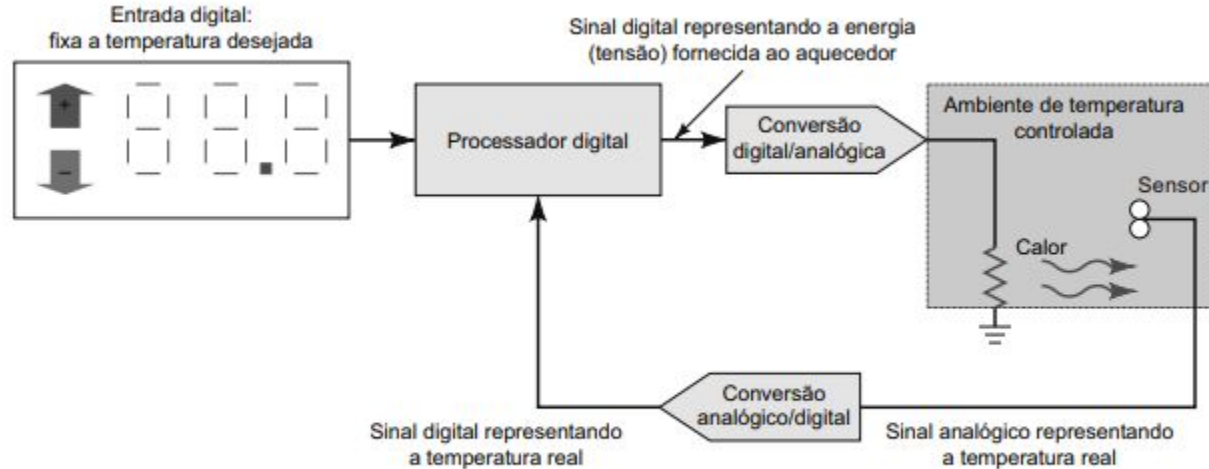 Entrada digital:
fixa a temperatura desejada
+
–
Sinal digital representando a energia
(tensão) fornecida ao aquecedor
Processador digital
Conversão
digital/analógica
Ambiente de temperatura
controlada
Sensor
Calor
Conversão
analógico/digital
Sinal digital representando
a temperatura real
Sinal analógico representando
a temperatura real